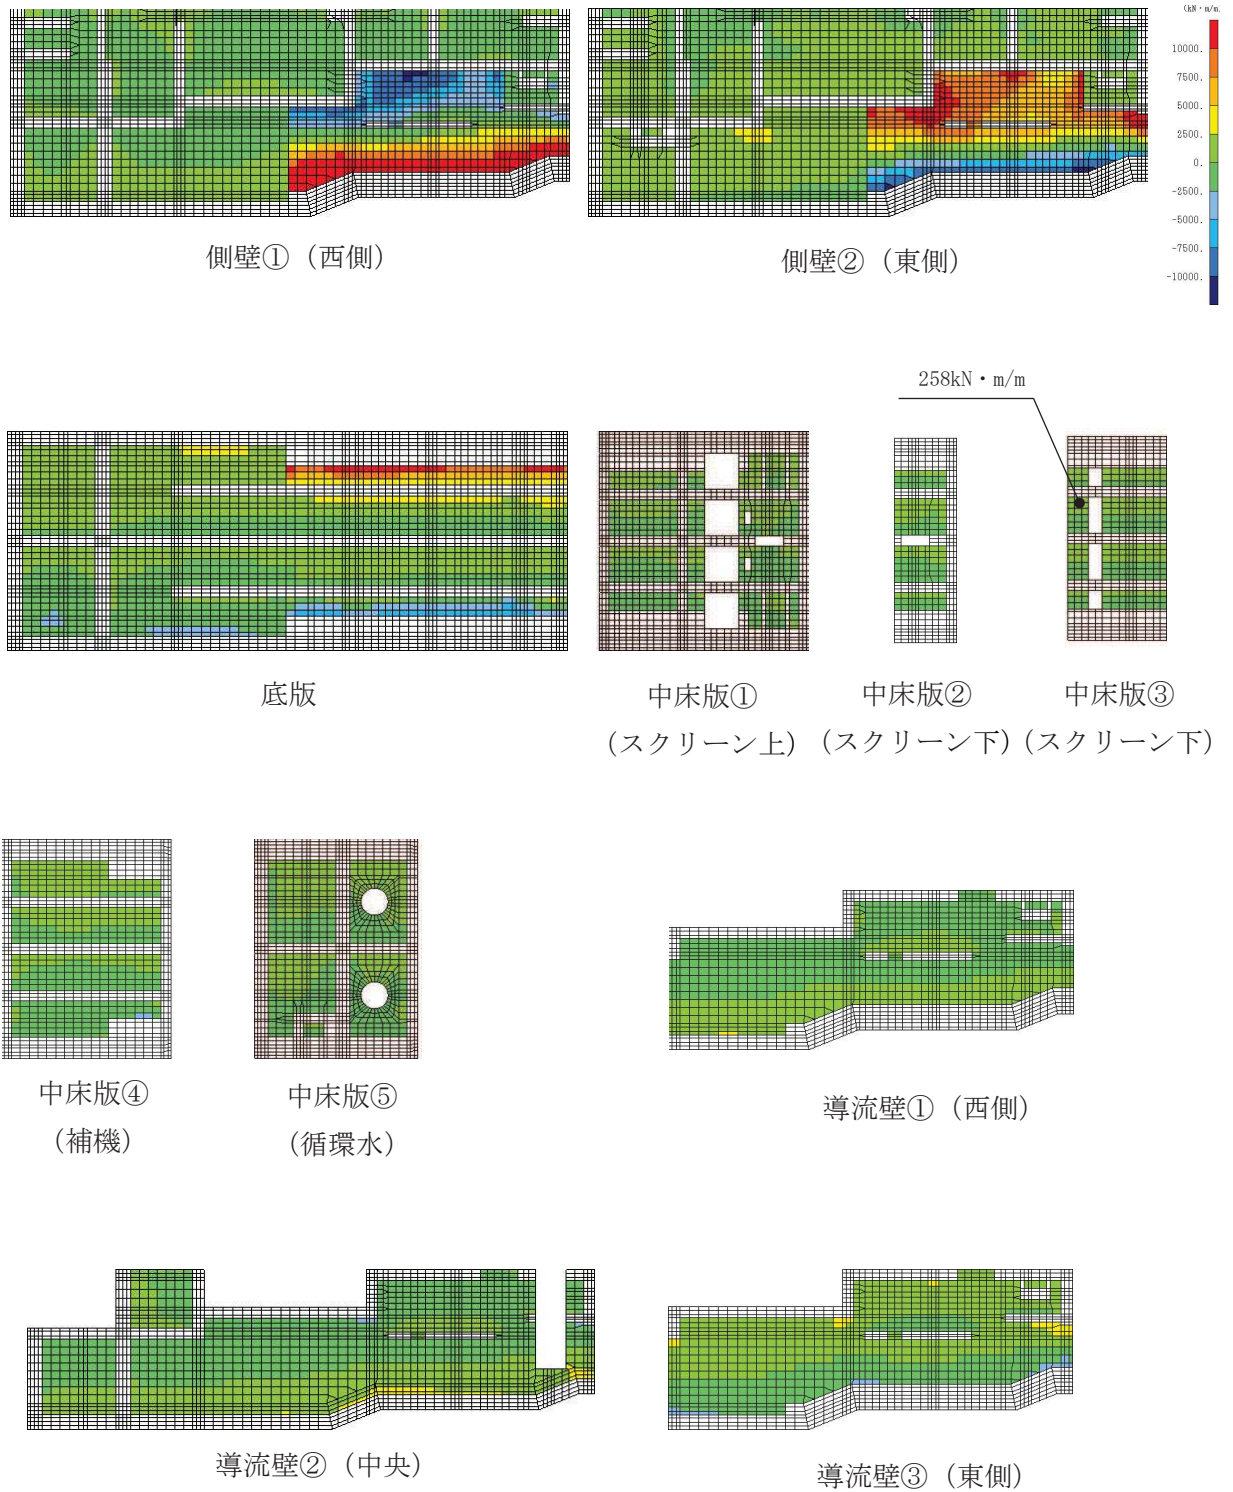 (kN・m/m)
10000.
7500.
5000.
2500.
0.
-2500.
-5000.
-7500.
-10000.
側壁①（西側）
側壁②（東側）
258kN・m/m
底版
中床版①
（スクリーン上）
中床版②
（スクリーン下）
中床版③
（スクリーン下）
中床版④
（補機）
中床版⑤
（循環水）
導流壁①（西側）
導流壁②（中央）
導流壁③（東側）